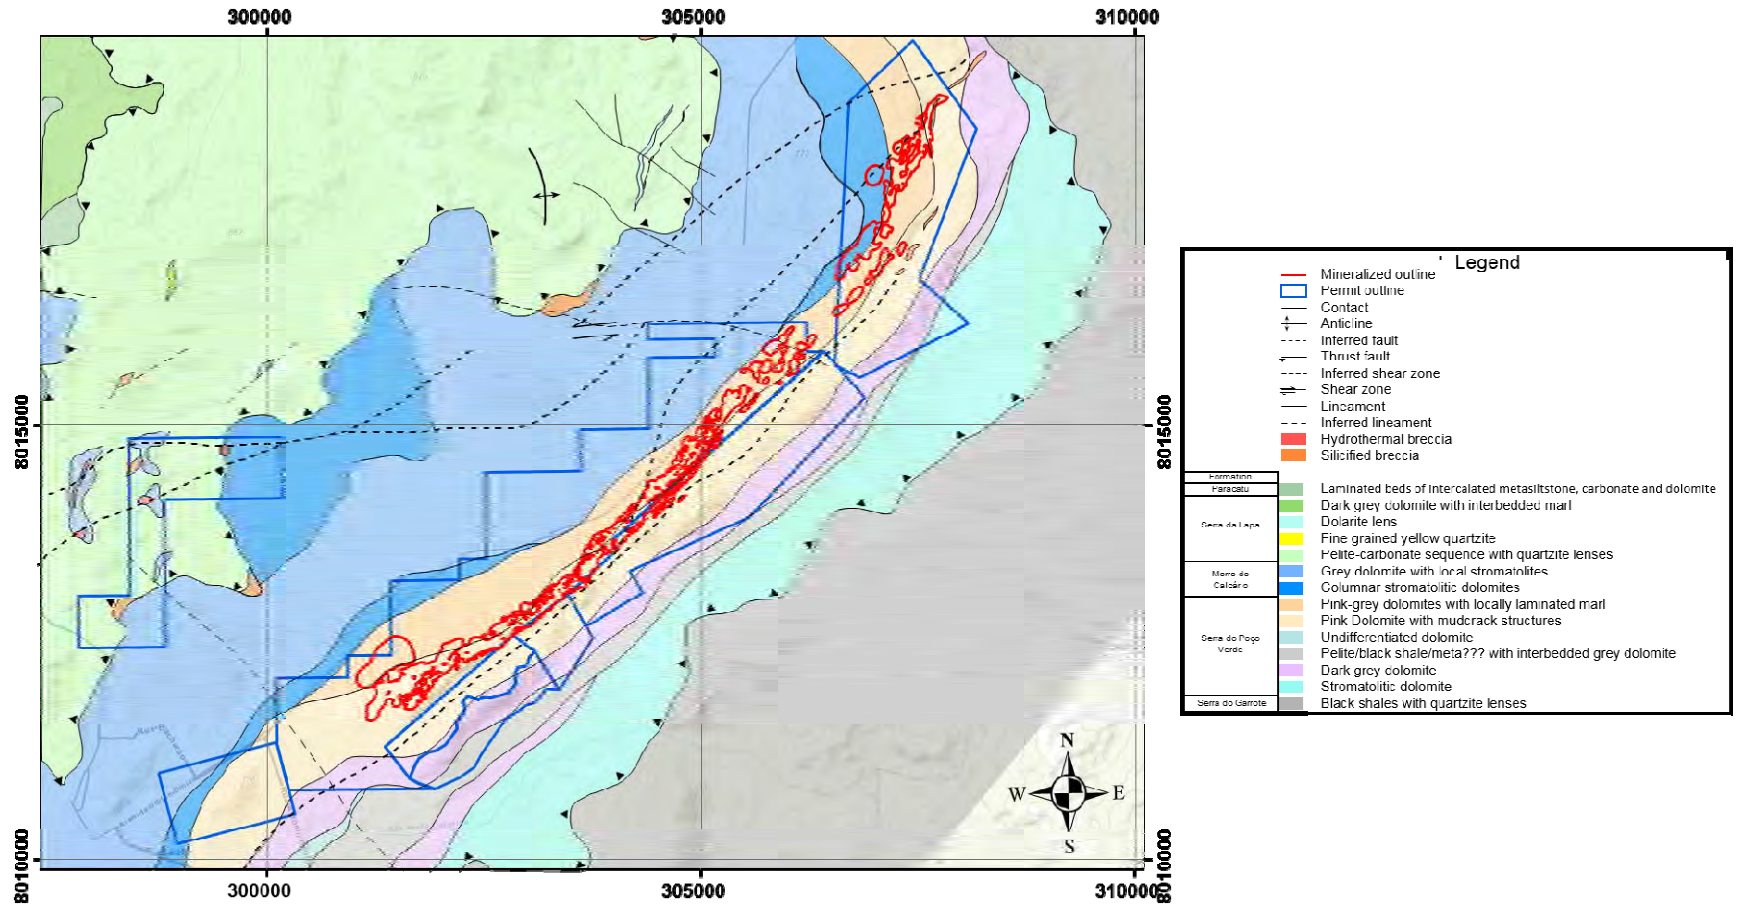 300000 305000 310000
8015000 8015000
8010000 8010000
300000 305000 310000
N
W E
S
Legend
Mineralized outline
Permit outline
Contact
Anticline
Inferred fault
Thrust fault
Inferred shear zone
Shear zone
Lineament
Inferred lineament
Hydrothermal breccia
Silicified breccia
Formation
Paracatu
Laminated beds of intercalated metasiltstone, carbonate and dolomite
Dark grey dolomite with interbedded marl
Serra da Lapa
Dolarite lens
Fine grained yellow quartzite
Pelite-carbonate sequence with quartzite lenses
Morro do
Calcário
Grey dolomite with local stromatolites
Columnar stromatolitic dolomites
Pink-grey dolomites with locally laminated marl
Pink Dolomite with mudcrack structures
Serra do Poço
Verde
Undifferentiated dolomite
Pelite/black shale/meta??? with interbedded grey dolomite
Dark grey dolomite
Stromatolitic dolomite
Serra do Garrote
Black shales with quartzite lenses